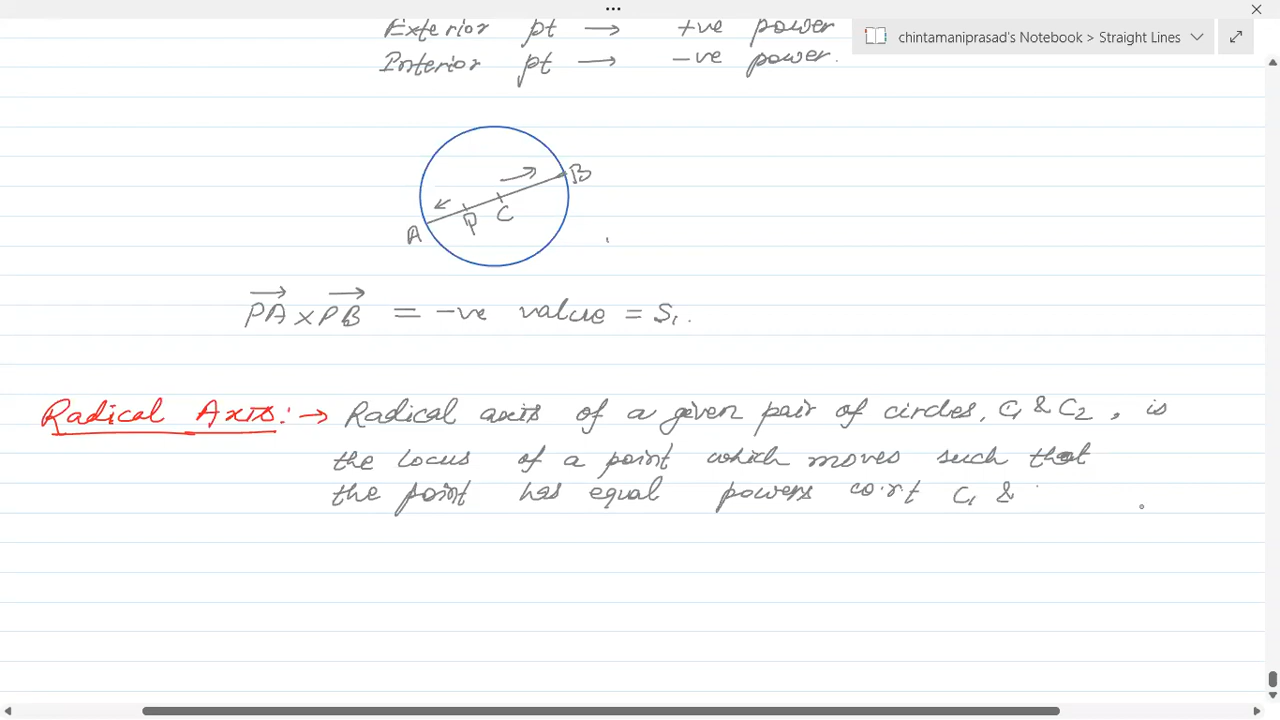 ...
Exterior pt → +ve power
chintamaniprasad's Notebook > Straight Lines
Interior pt → -ve power.
B
C
P
A
PA × PB = -ve value = S₁.
Radical Axis :→ Radical axis of a given pair of circles, C₁ & C₂, is
the locus of a point which moves such that
the point has equal powers w.r.t C₁ &